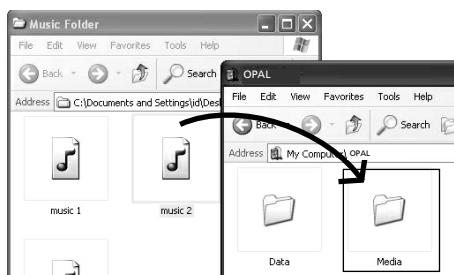 Music Folder
File Edit View Favorites Tools Help
Back Search
Address C:\Documents and Settings\id\Desl
music 1
music 2
OPAL
File Edit View Favorites Tools Help
Back Search
Address My Computer\ OPAL
Data
Media